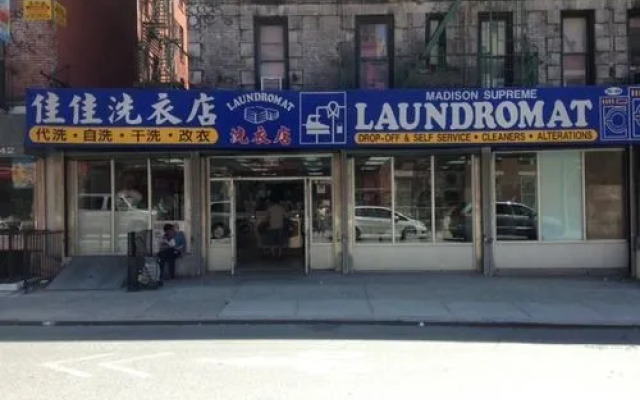 佳佳洗衣店
代洗・自洗・干洗・改衣
LAUNDROMAT
洗衣店
MADISON SUPREME
LAUNDROMAT
DROP-OFF & SELF SERVICE • CLEANERS • ALTERATIONS